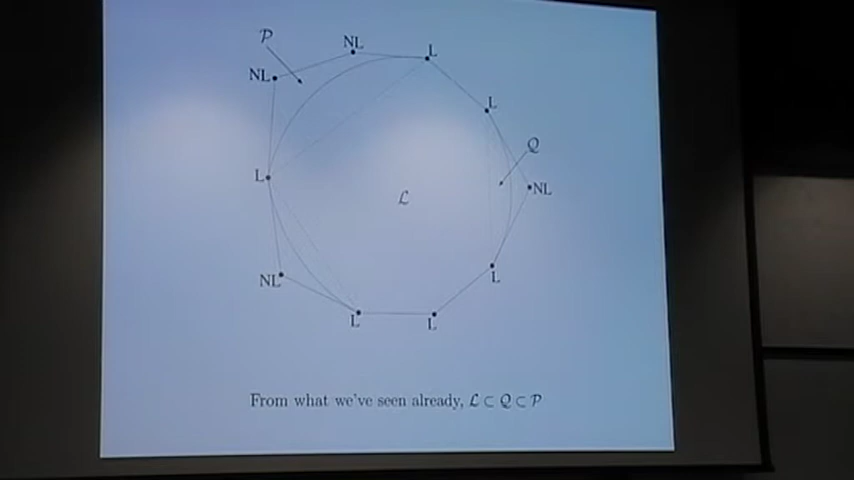 𝒫
NL
L
NL
L
𝒬
L
ℒ
NL
NL
L
L
L
From what we've seen already, ℒ ⊂ 𝒬 ⊂ 𝒫